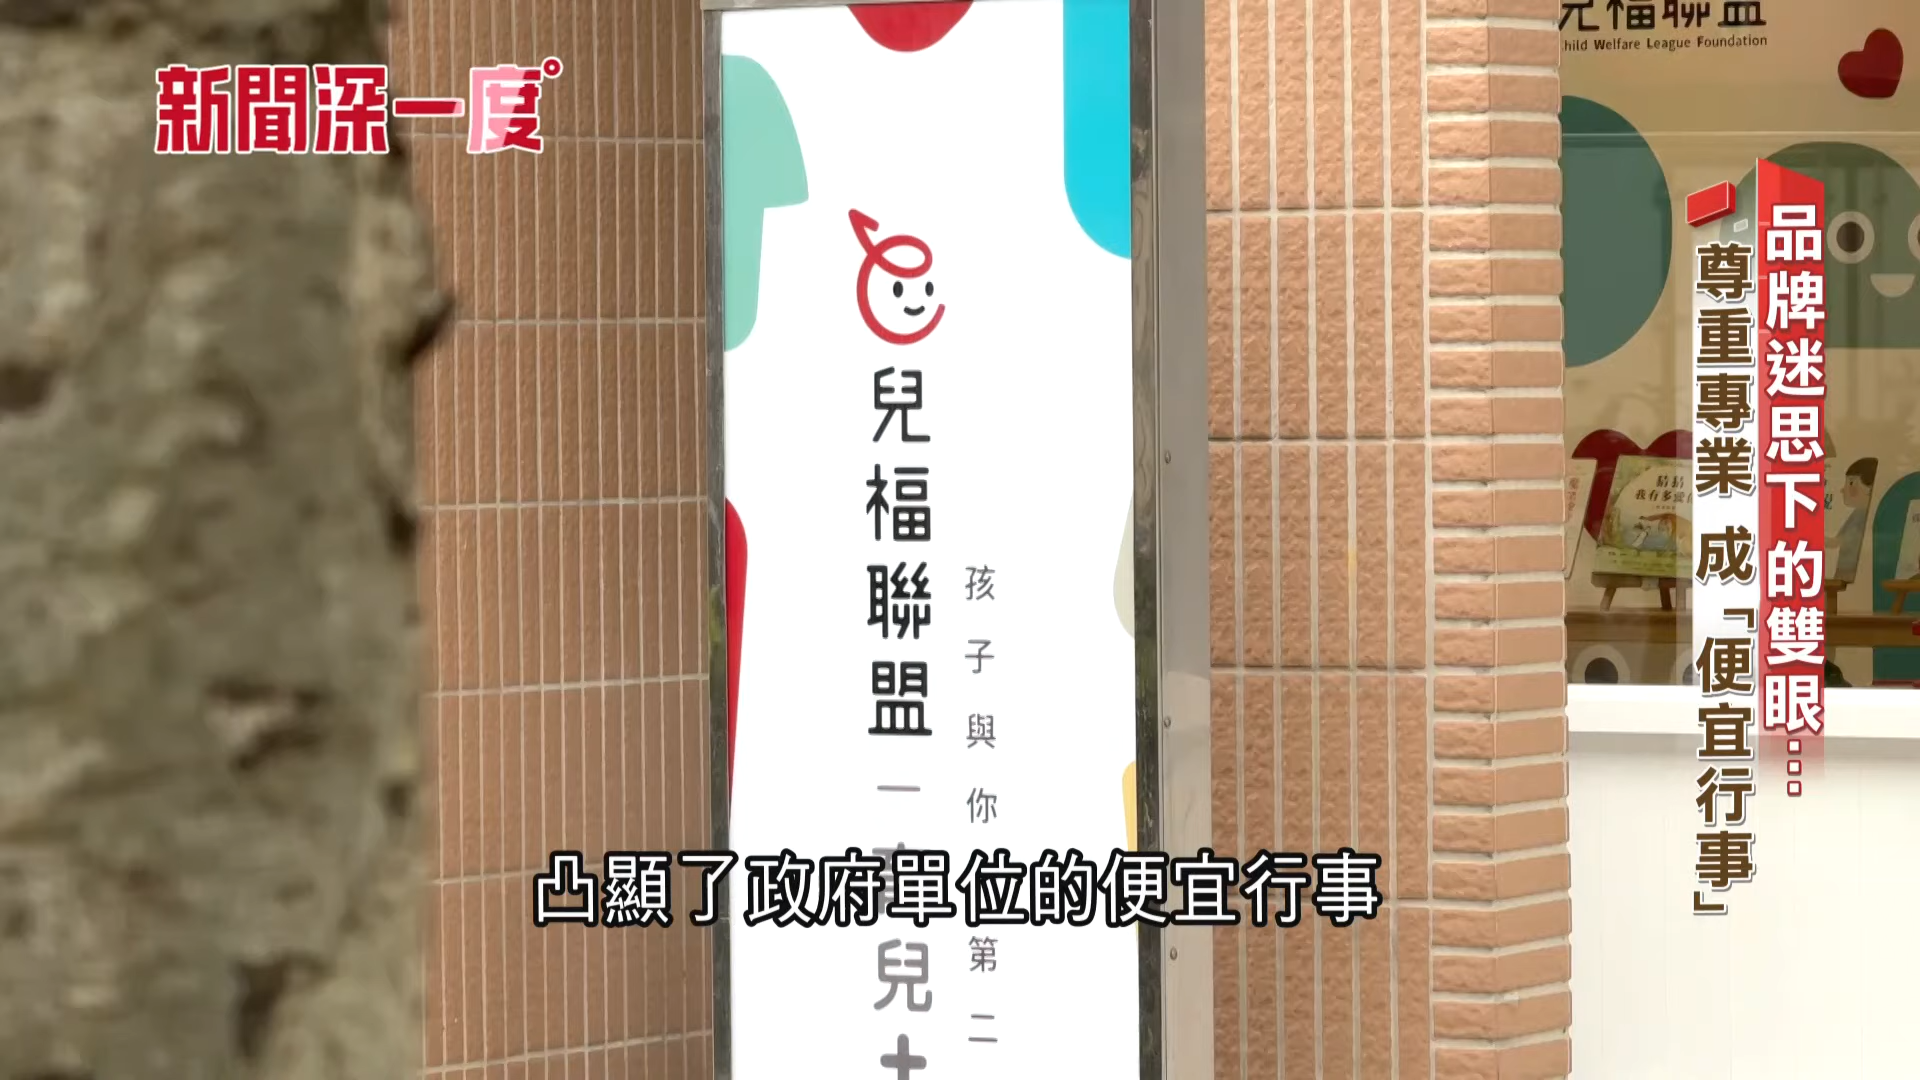 新聞深一度
兒福聯盟
Child Welfare League Foundation
品牌迷思下的雙眼…
尊重專業 成「便宜行事」
兒福聯盟
孩子與你
第二
兒
凸顯了政府單位的便宜行事